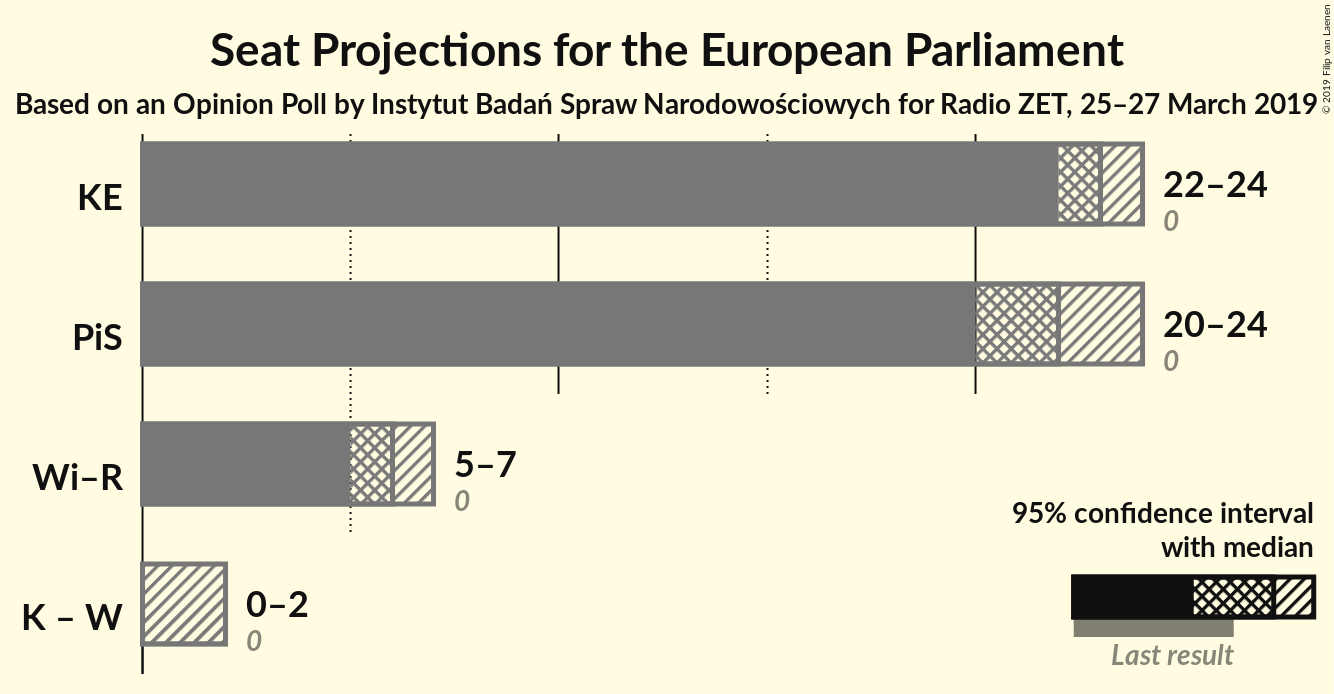 Seat Projections for the European Parliament
Based on an Opinion Poll by Instytut Badań Spraw Narodowościowych for Radio ZET, 25–27 March 2019
© 2019 Filip van Laenen
KE
22–24
0
PiS
20–24
0
Wi–R
5–7
0
K – W
0–2
0
95% confidence interval
with median
Last result